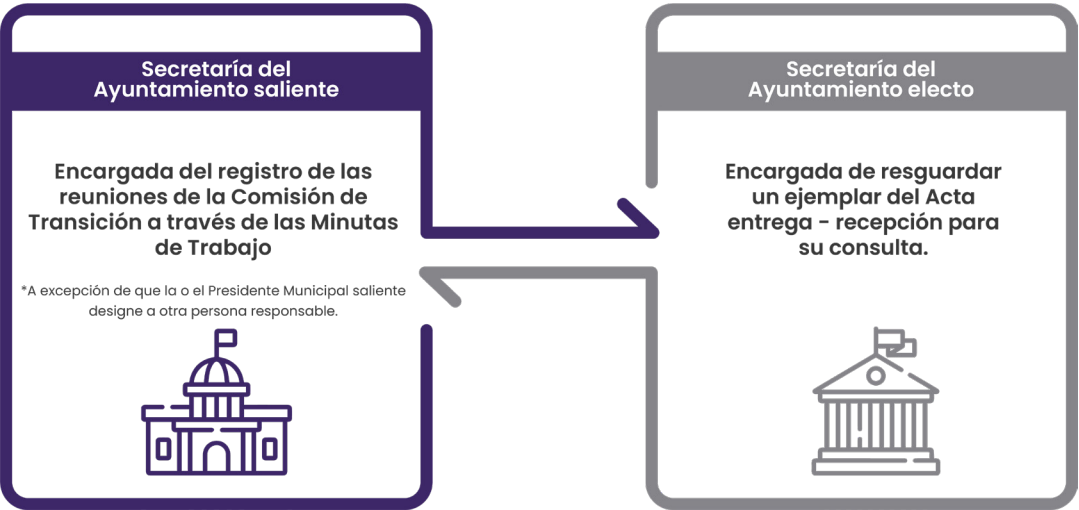 Secretaría del
Ayuntamiento saliente
Encargada del registro de las
reuniones de la Comisión de
Transición a través de las Minutas
de Trabajo
*A excepción de que la o el Presidente Municipal saliente
designe a otra persona responsable.
Secretaría del
Ayuntamiento electo
Encargada de resguardar
un ejemplar del Acta
entrega - recepción para
su consulta.